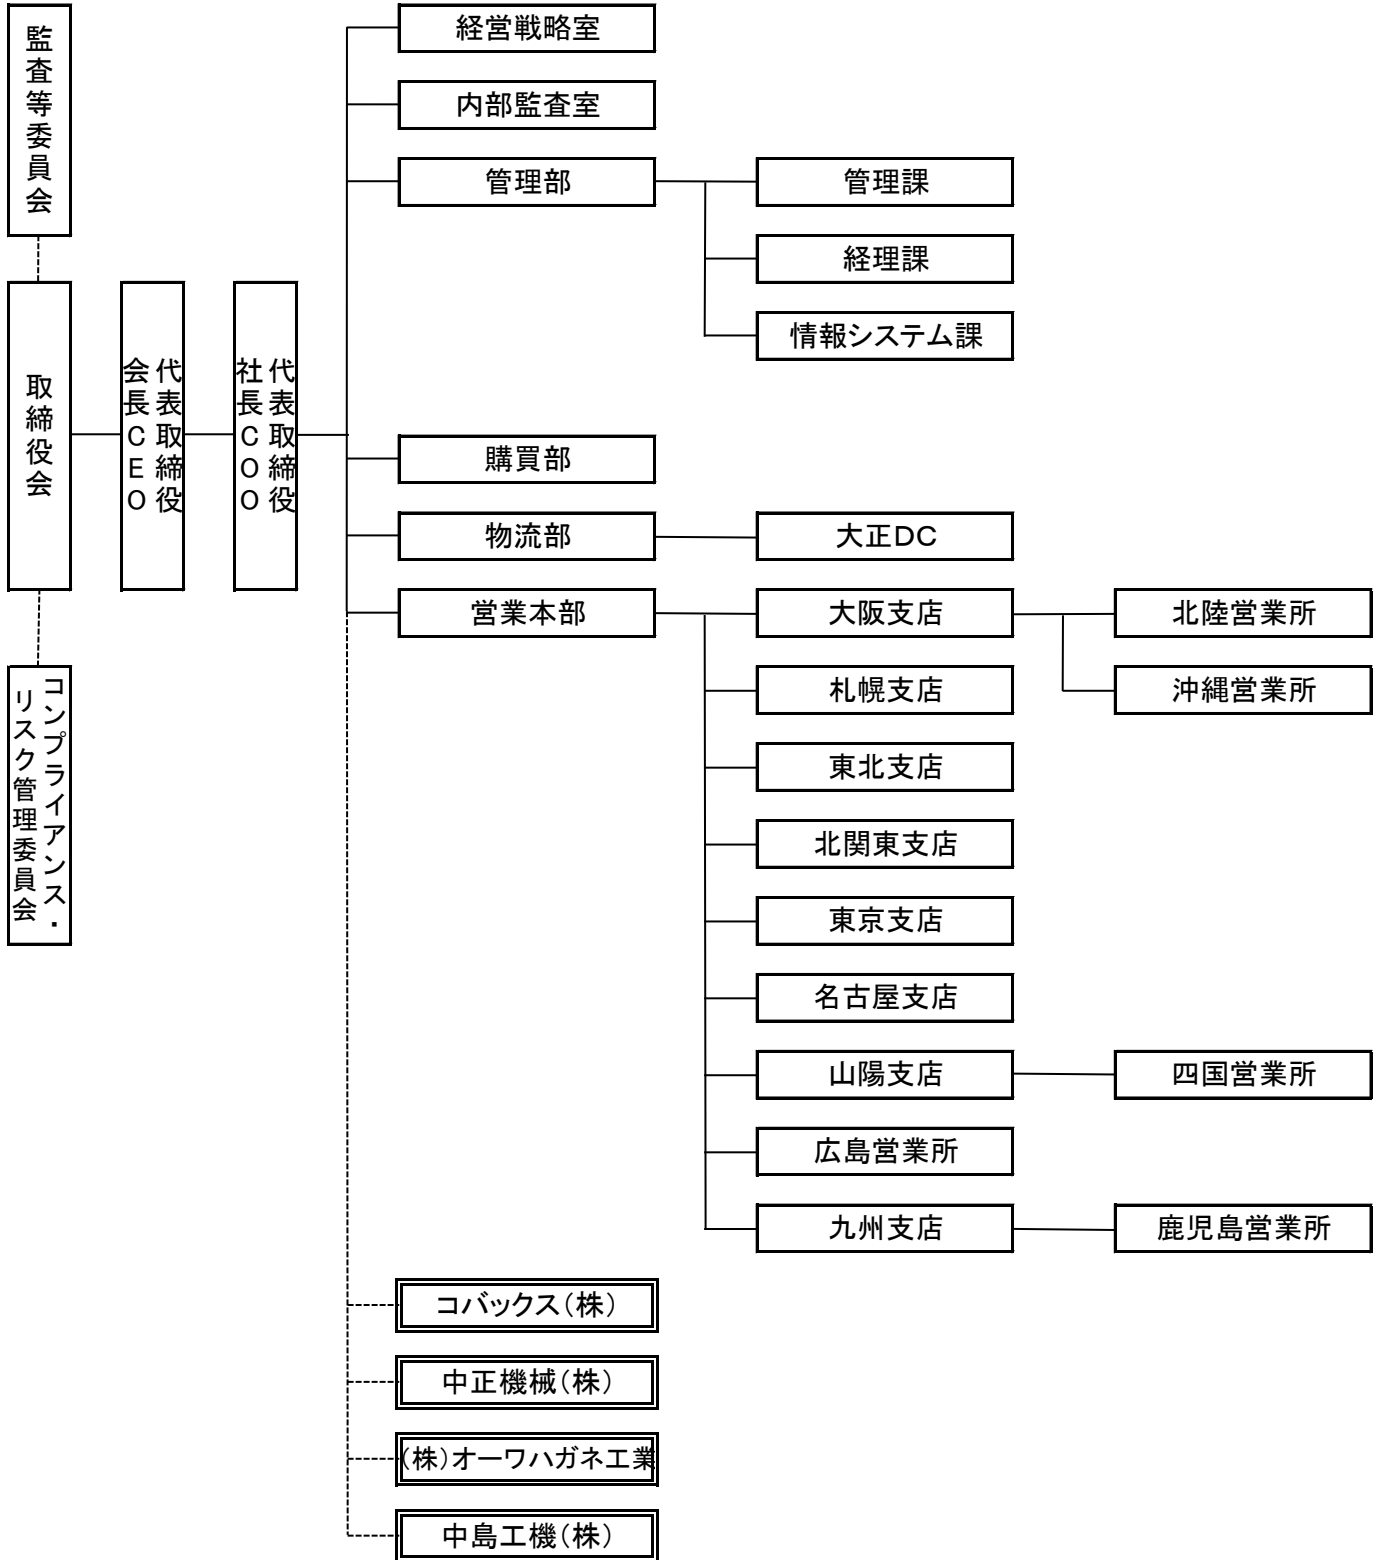 監査等委員会
取締役会
コンプライアンス・
リスク管理委員会
代表取締役
会長CEO
代表取締役
社長COO
経営戦略室
内部監査室
管理部
管理課
経理課
情報システム課
購買部
物流部
大正DC
営業本部
大阪支店
北陸営業所
沖縄営業所
札幌支店
東北支店
北関東支店
東京支店
名古屋支店
山陽支店
四国営業所
広島営業所
九州支店
鹿児島営業所
コバックス(株)
中正機械(株)
(株)オーワハガネ工業
中島工機(株)